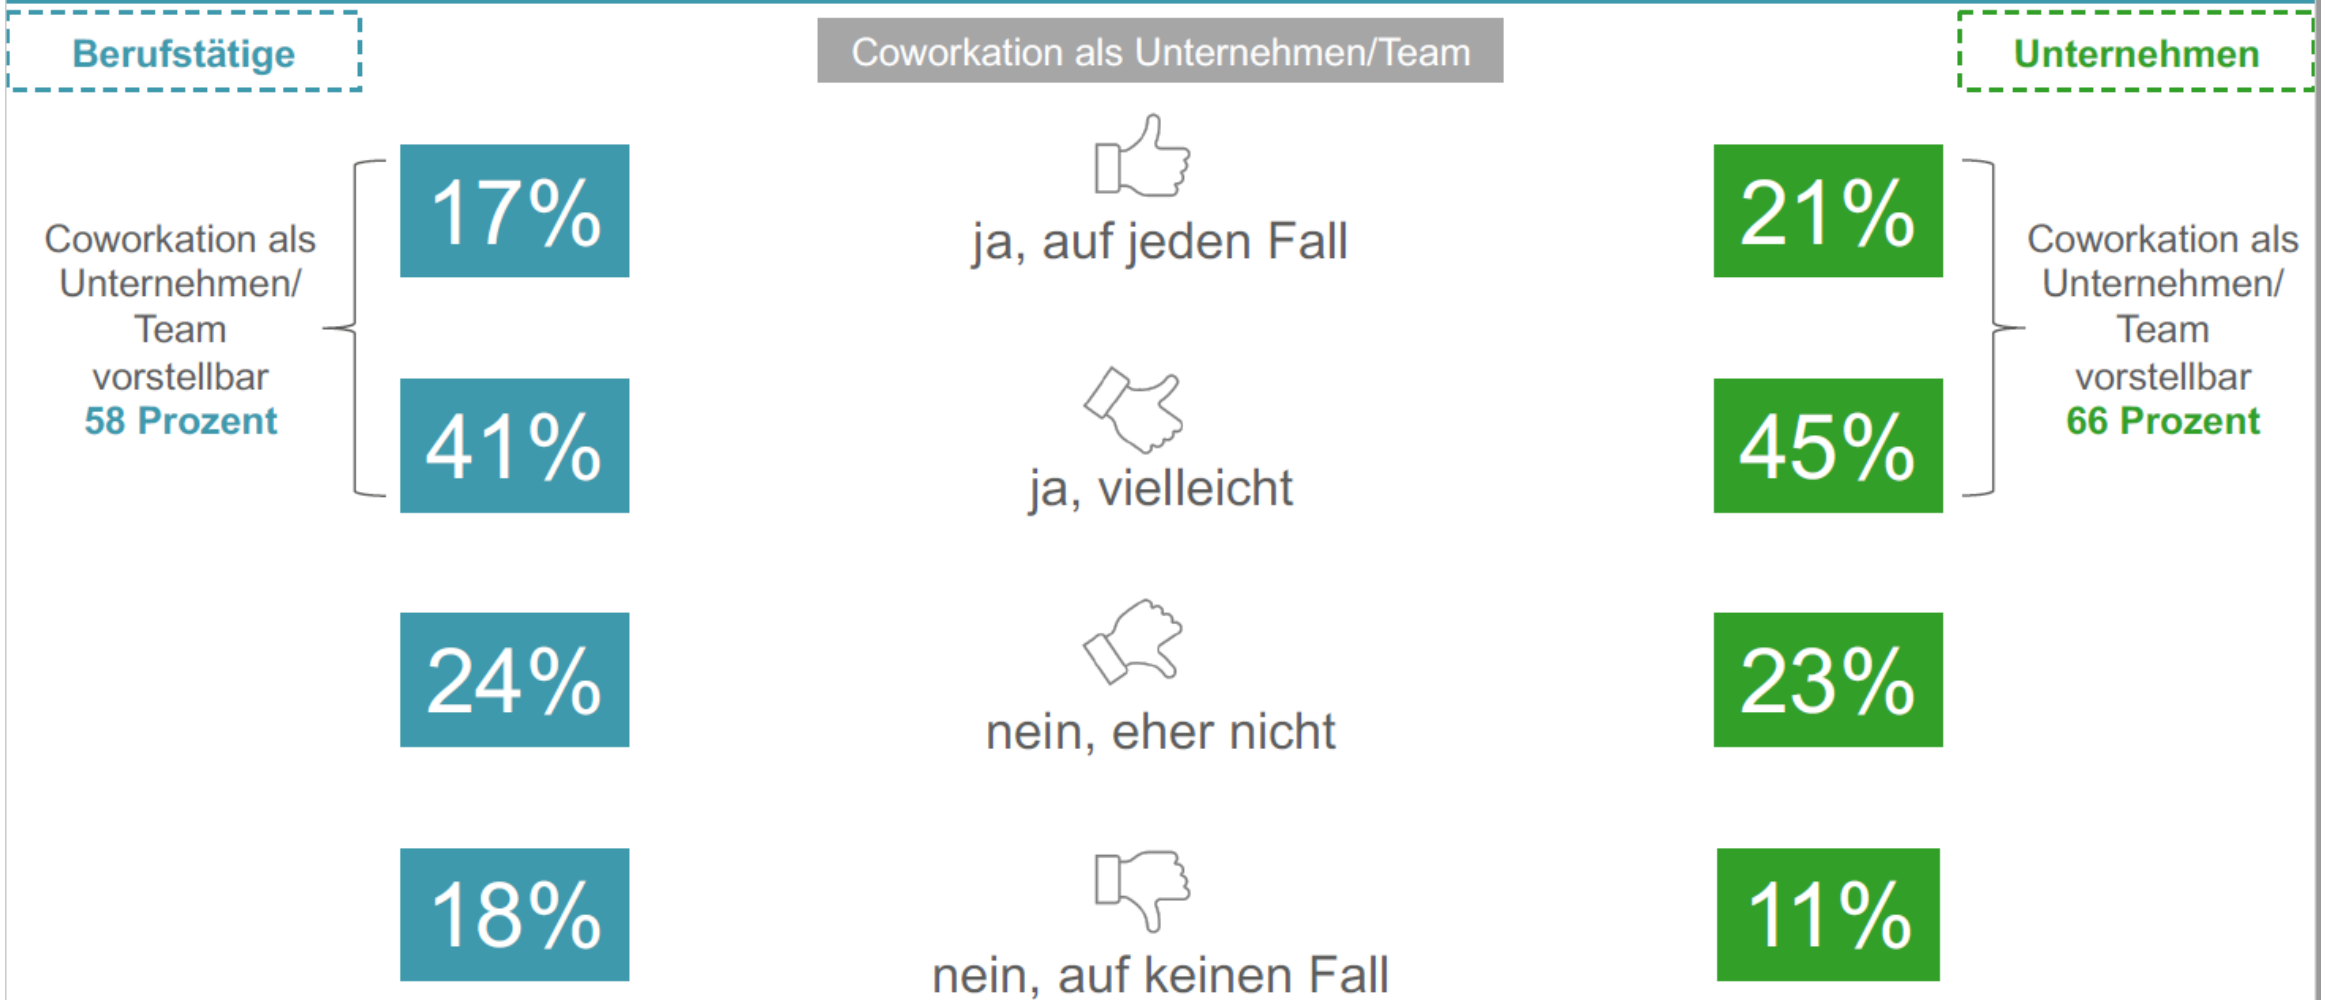 Berufstätige
Coworkation als Unternehmen/Team
Unternehmen
17%
ja, auf jeden Fall
21%
Coworkation als
Unternehmen/
Team
vorstellbar
58 Prozent
Coworkation als
Unternehmen/
Team
vorstellbar
66 Prozent
41%
ja, vielleicht
45%
24%
nein, eher nicht
23%
18%
nein, auf keinen Fall
11%